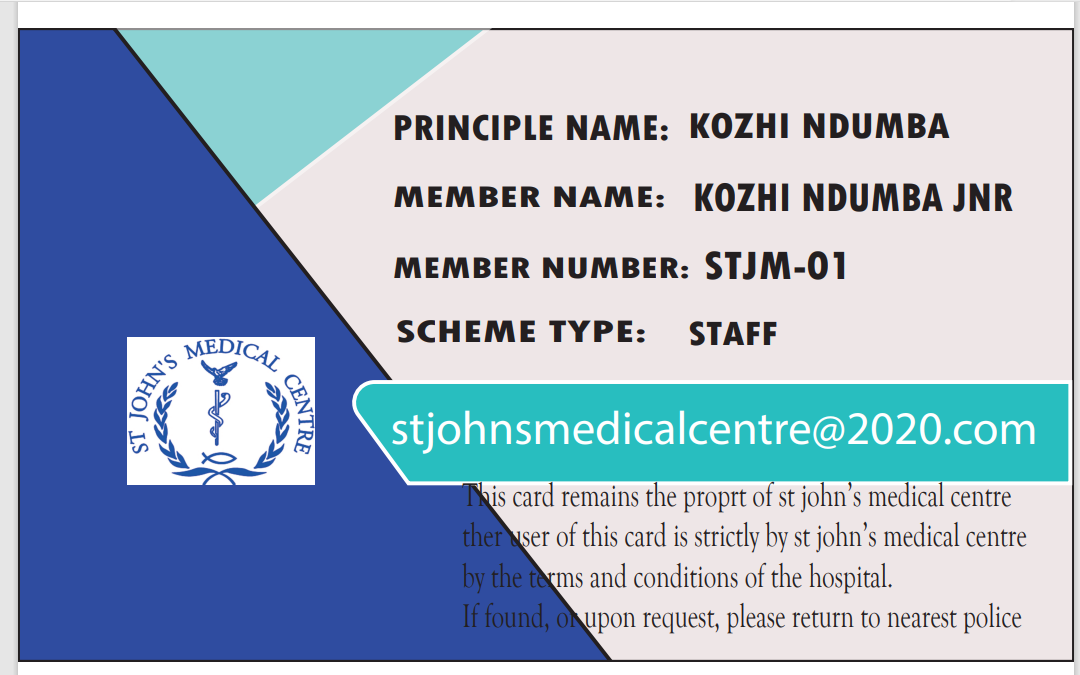 PRINCIPLE NAME: KOZHI NDUMBA
MEMBER NAME: KOZHI NDUMBA JNR
MEMBER NUMBER: STJM-01
SCHEME TYPE: STAFF
ST JOHN'S MEDICAL CENTRE
stjohnsmedicalcentre@2020.com
This card remains the proprt of st john’s medical centre
ther user of this card is strictly by st john’s medical centre
by the terms and conditions of the hospital.
If found, or upon request, please return to nearest police